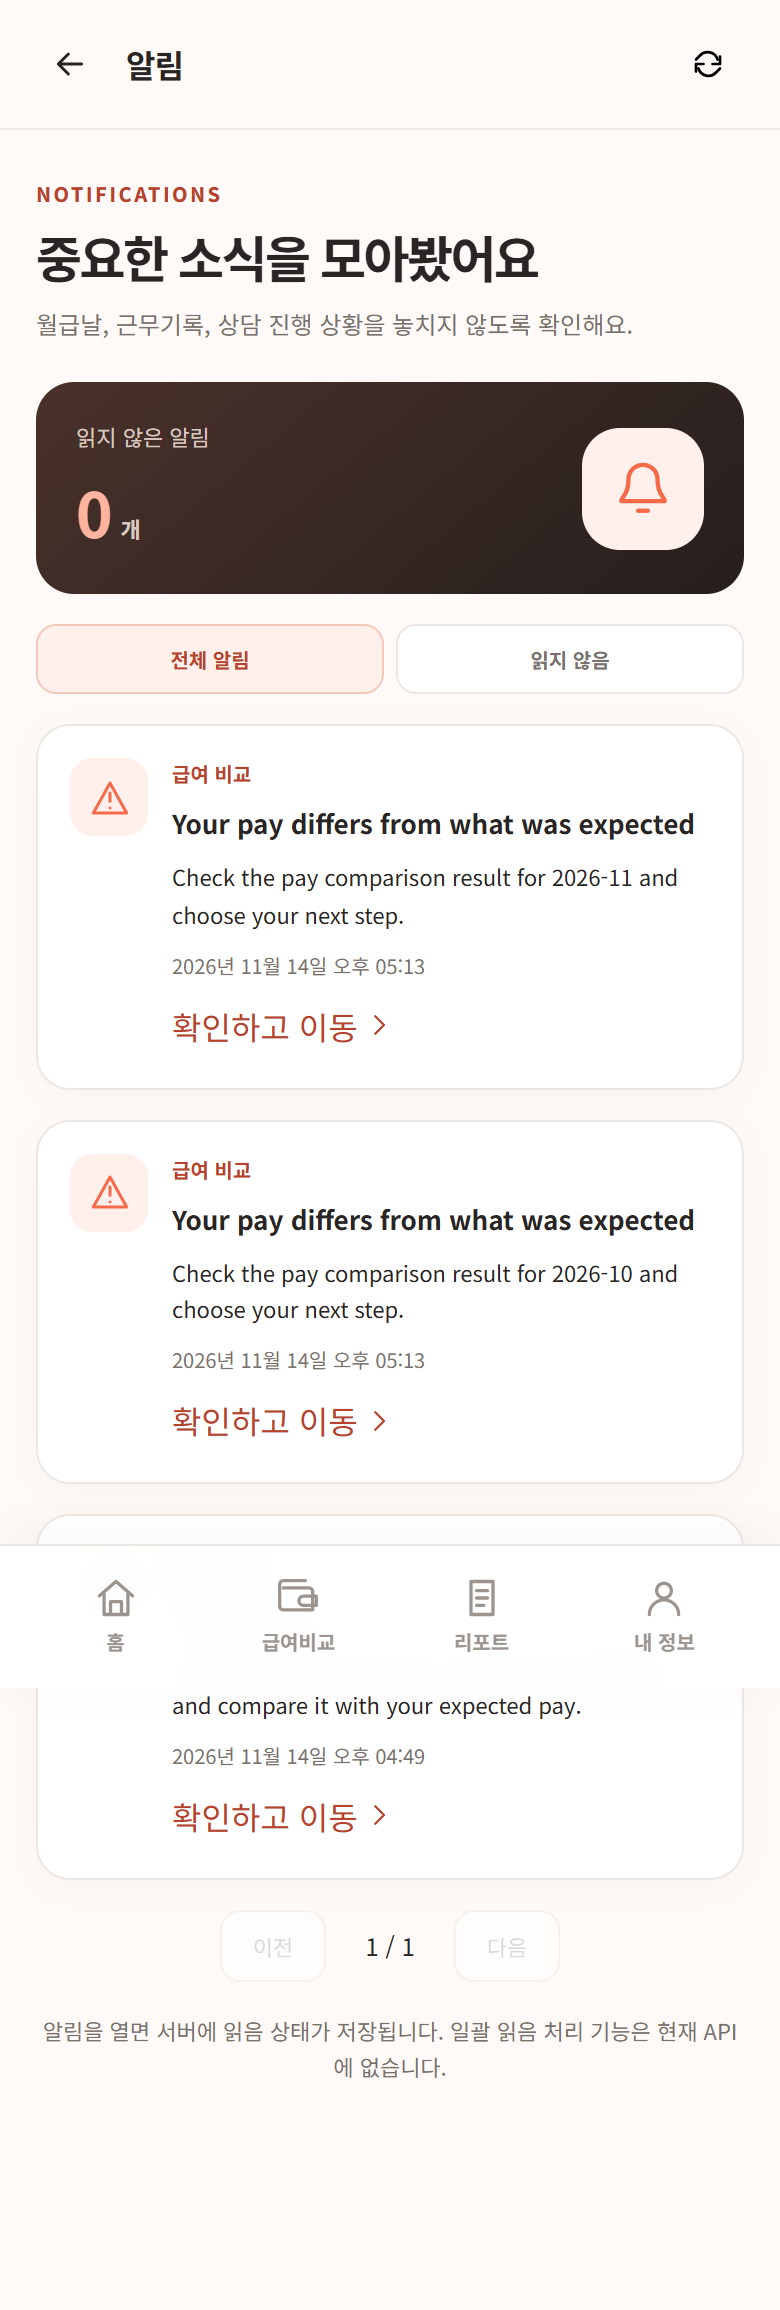 알림
NOTIFICATIONS
중요한 소식을 모아봤어요
월급날, 근무기록, 상담 진행 상황을 놓치지 않도록 확인해요.
읽지 않은 알림
0 개
전체 알림
읽지 않음
급여 비교
Your pay differs from what was expected
Check the pay comparison result for 2026-11 and
choose your next step.
2026년 11월 14일 오후 05:13
확인하고 이동
급여 비교
Your pay differs from what was expected
Check the pay comparison result for 2026-10 and
choose your next step.
2026년 11월 14일 오후 05:13
확인하고 이동
홈
급여비교
리포트
내 정보
and compare it with your expected pay.
2026년 11월 14일 오후 04:49
확인하고 이동
이전
1 / 1
다음
알림을 열면 서버에 읽음 상태가 저장됩니다. 일괄 읽음 처리 기능은 현재 API
에 없습니다.